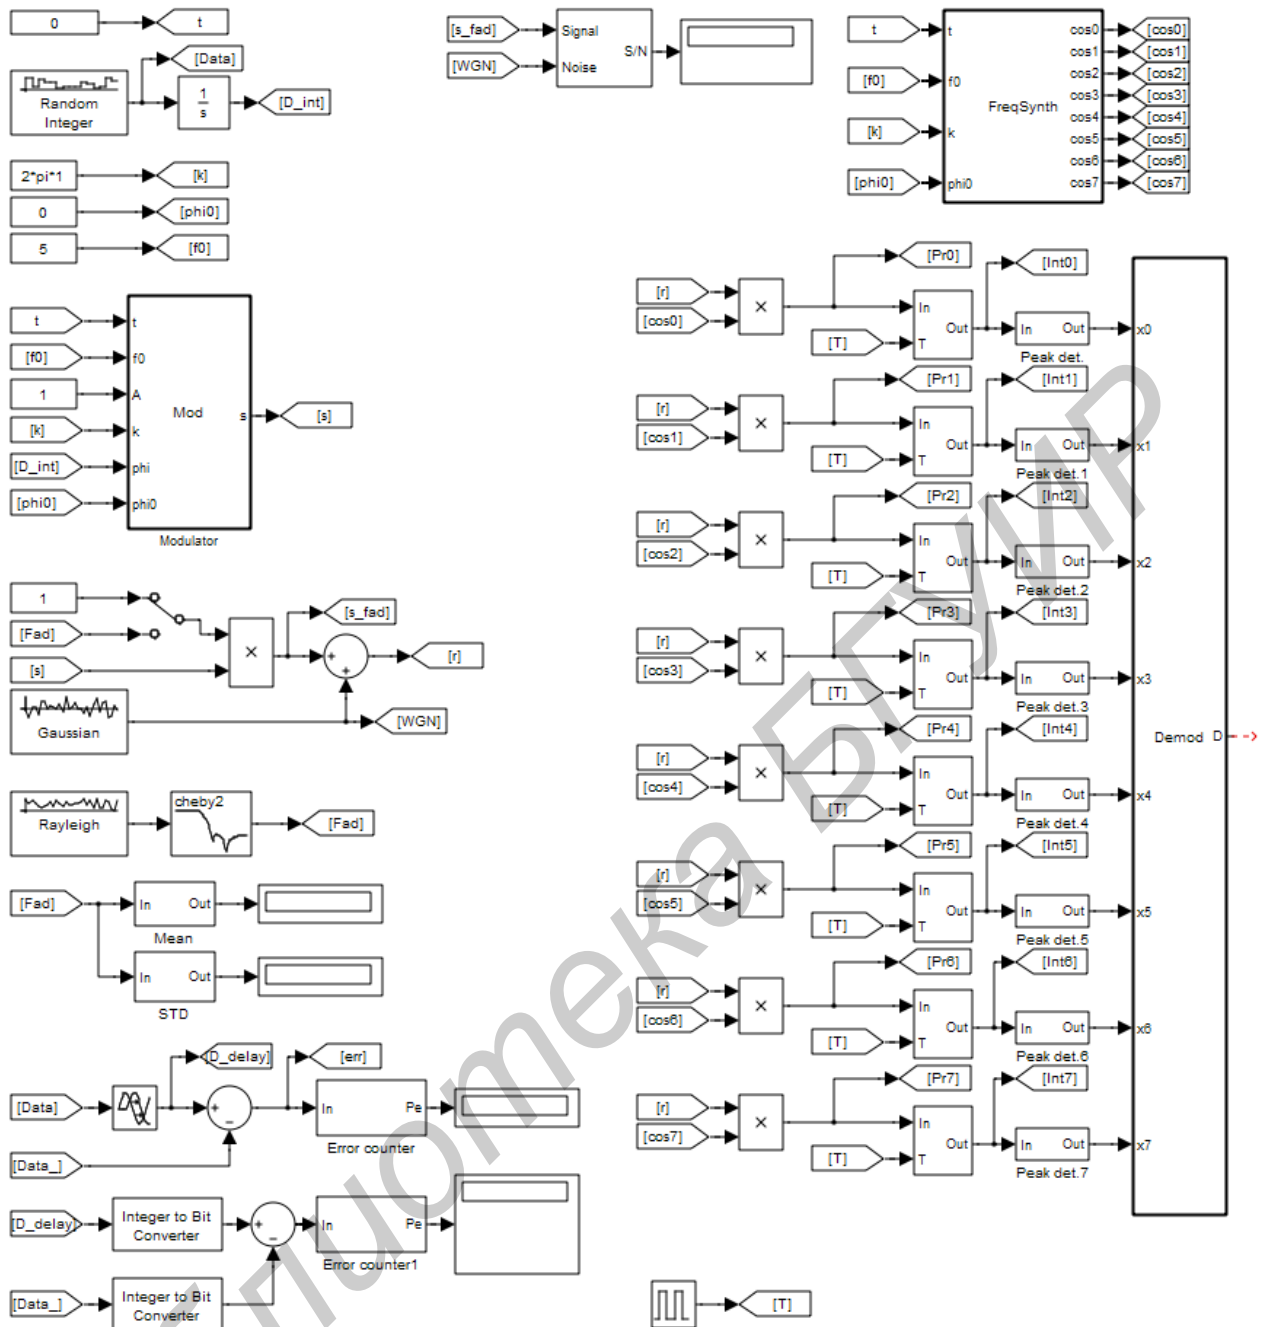 0
t
[Data]
Random
Integer
1
s
[D_int]
2*pi*1
[k]
0
[phi0]
5
[f0]
t
t
[f0]
f0
1
A
Mod
s
[s]
[k]
k
[D_int]
phi
[phi0]
phi0
Modulator
1
[Fad]
[s]
×
[s_fad]
+
+
[r]
Gaussian
[WGN]
Rayleigh
cheby2
[Fad]
[Fad]
In
Out
Mean
In
Out
STD
[D_delay]
[err]
[Data]
+
−
In
Pe
Error counter
[Data_]
[D_delay]
Integer to Bit
Converter
+
−
In
Pe
Error counter1
[Data_]
Integer to Bit
Converter
[s_fad]
Signal
S/N
[WGN]
Noise
t
t
[f0]
f0
FreqSynth
[k]
k
[phi0]
phi0
cos0
[cos0]
cos1
[cos1]
cos2
[cos2]
cos3
[cos3]
cos4
[cos4]
cos5
[cos5]
cos6
[cos6]
cos7
[cos7]
[Pr0]
[Int0]
[r]
[cos0]
×
In
Out
T
[T]
In
Out
Peak det.
x0
[Pr1]
[Int1]
[r]
[cos1]
×
In
Out
T
[T]
In
Out
Peak det.1
x1
[Pr2]
[Int2]
[r]
[cos2]
×
In
Out
T
[T]
In
Out
Peak det.2
x2
[Pr3]
[Int3]
[r]
[cos3]
×
In
Out
T
[T]
In
Out
Peak det.3
x3
[Pr4]
[Int4]
[r]
[cos4]
×
In
Out
T
[T]
In
Out
Peak det.4
x4
Demod
D
[Pr5]
[Int5]
[r]
[cos5]
×
In
Out
T
[T]
In
Out
Peak det.5
x5
[Pr6]
[Int6]
[r]
[cos6]
×
In
Out
T
[T]
In
Out
Peak det.6
x6
[Pr7]
[Int7]
[r]
[cos7]
×
In
Out
T
[T]
In
Out
Peak det.7
x7
[T]
БГУИР